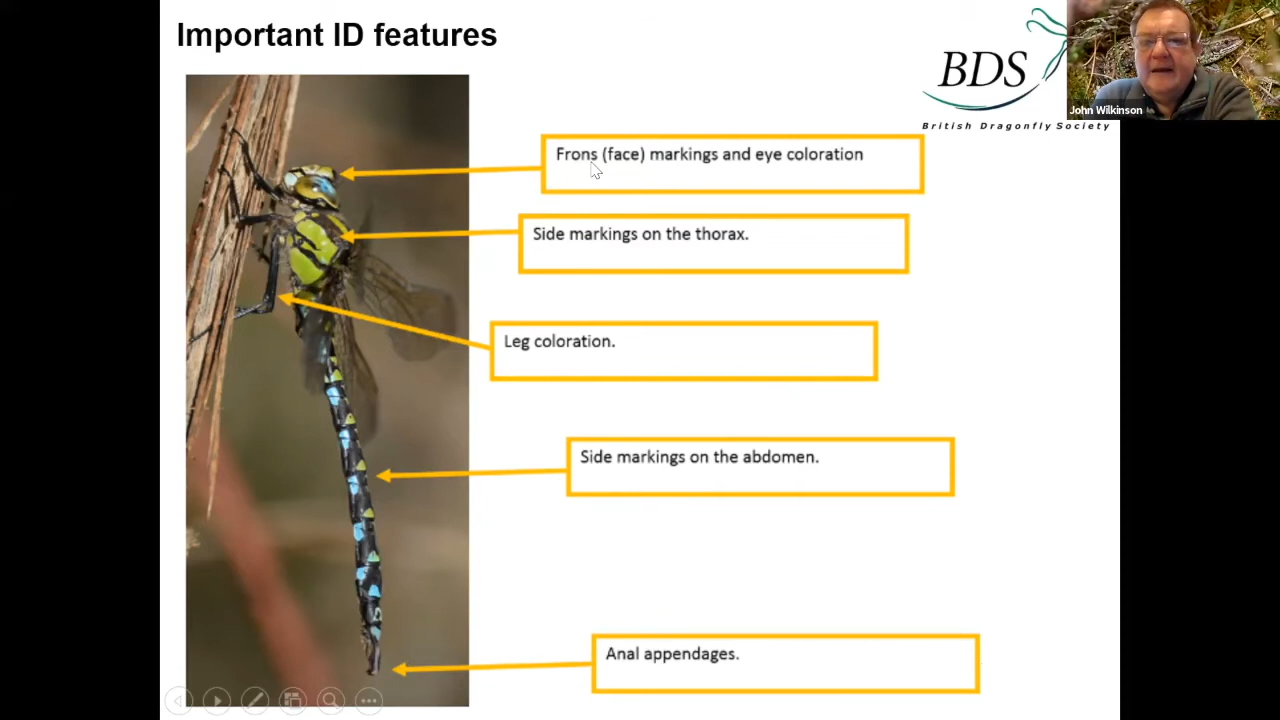 Important ID features
BDS
British Dragonfly Society
John Wilkinson
Frons (face) markings and eye coloration
Side markings on the thorax.
Leg coloration.
Side markings on the abdomen.
Anal appendages.